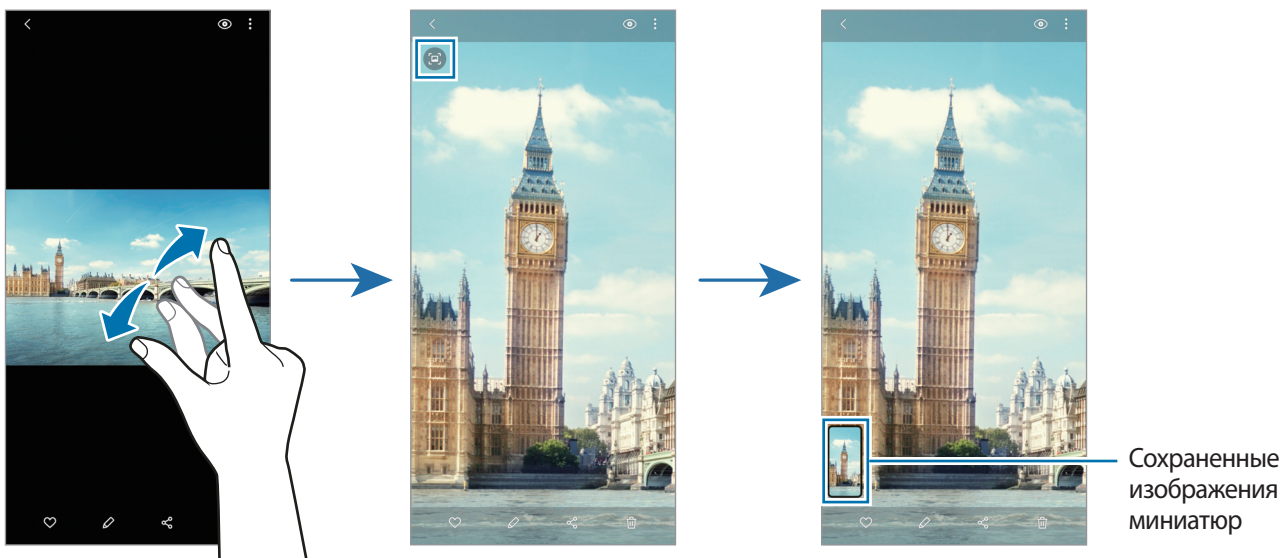 Сохраненные
изображения
миниатюр